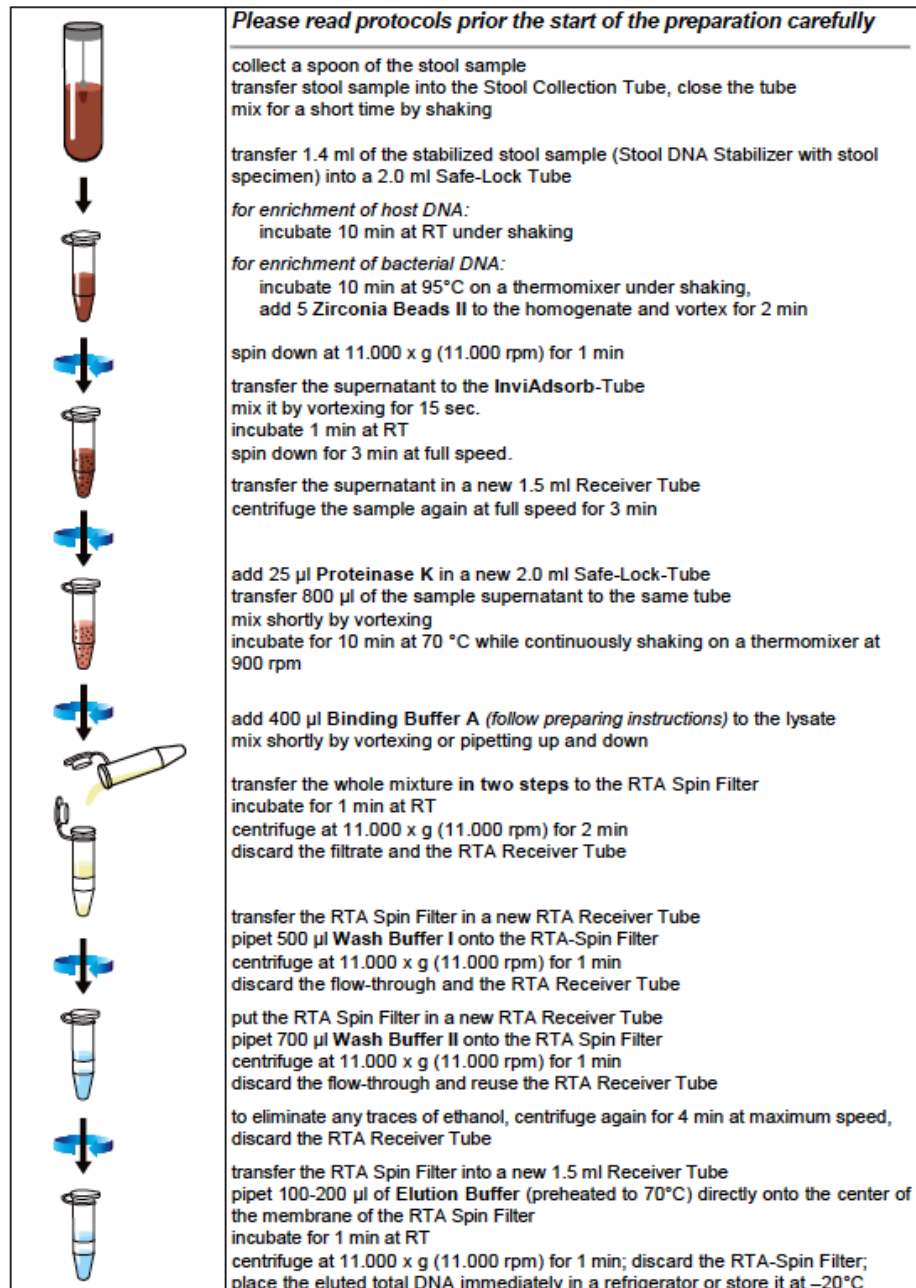 Please read protocols prior the start of the preparation carefully
collect a spoon of the stool sample
transfer stool sample into the Stool Collection Tube, close the tube
mix for a short time by shaking
transfer 1.4 ml of the stabilized stool sample (Stool DNA Stabilizer with stool
specimen) into a 2.0 ml Safe-Lock Tube
for enrichment of host DNA:
incubate 10 min at RT under shaking
for enrichment of bacterial DNA:
incubate 10 min at 95°C on a thermomixer under shaking,
add 5 Zirconia Beads II to the homogenate and vortex for 2 min
spin down at 11.000 x g (11.000 rpm) for 1 min
transfer the supernatant to the InviAdsorb-Tube
mix it by vortexing for 15 sec.
incubate 1 min at RT
spin down for 3 min at full speed.
transfer the supernatant in a new 1.5 ml Receiver Tube
centrifuge the sample again at full speed for 3 min
add 25 µl Proteinase K in a new 2.0 ml Safe-Lock-Tube
transfer 800 µl of the sample supernatant to the same tube
mix shortly by vortexing
incubate for 10 min at 70 °C while continuously shaking on a thermomixer at
900 rpm
add 400 µl Binding Buffer A (follow preparing instructions) to the lysate
mix shortly by vortexing or pipetting up and down
transfer the whole mixture in two steps to the RTA Spin Filter
incubate for 1 min at RT
centrifuge at 11.000 x g (11.000 rpm) for 2 min
discard the filtrate and the RTA Receiver Tube
transfer the RTA Spin Filter in a new RTA Receiver Tube
pipet 500 µl Wash Buffer I onto the RTA-Spin Filter
centrifuge at 11.000 x g (11.000 rpm) for 1 min
discard the flow-through and the RTA Receiver Tube
put the RTA Spin Filter in a new RTA Receiver Tube
pipet 700 µl Wash Buffer II onto the RTA Spin Filter
centrifuge at 11.000 x g (11.000 rpm) for 1 min
discard the flow-through and reuse the RTA Receiver Tube
to eliminate any traces of ethanol, centrifuge again for 4 min at maximum speed,
discard the RTA Receiver Tube
transfer the RTA Spin Filter into a new 1.5 ml Receiver Tube
pipet 100-200 µl of Elution Buffer (preheated to 70°C) directly onto the center of
the membrane of the RTA Spin Filter
incubate for 1 min at RT
centrifuge at 11.000 x g (11.000 rpm) for 1 min; discard the RTA-Spin Filter;
place the eluted total DNA immediately in a refrigerator or store it at –20°C